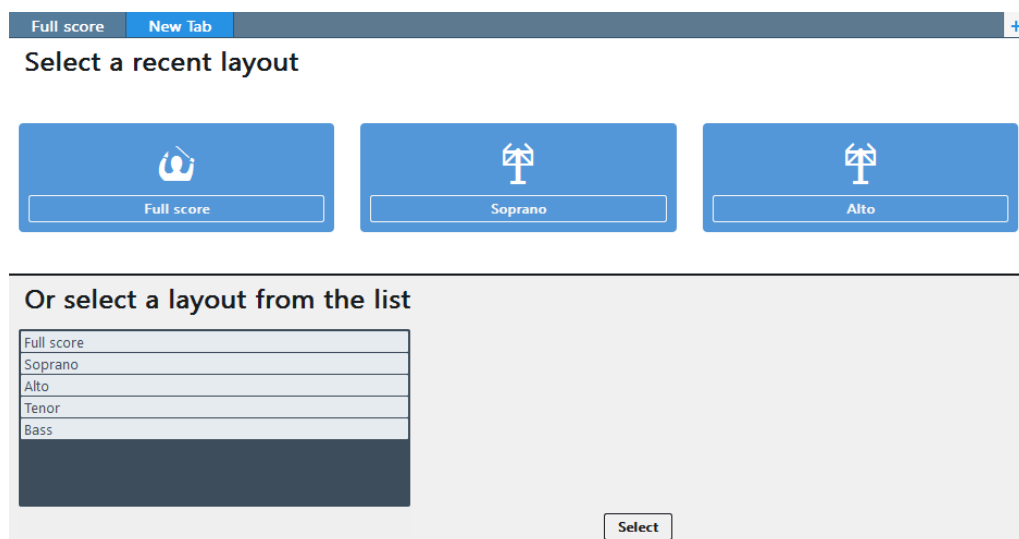 Full score New Tab +
Select a recent layout
Full score Soprano Alto
Or select a layout from the list
Full score
Soprano
Alto
Tenor
Bass
Select